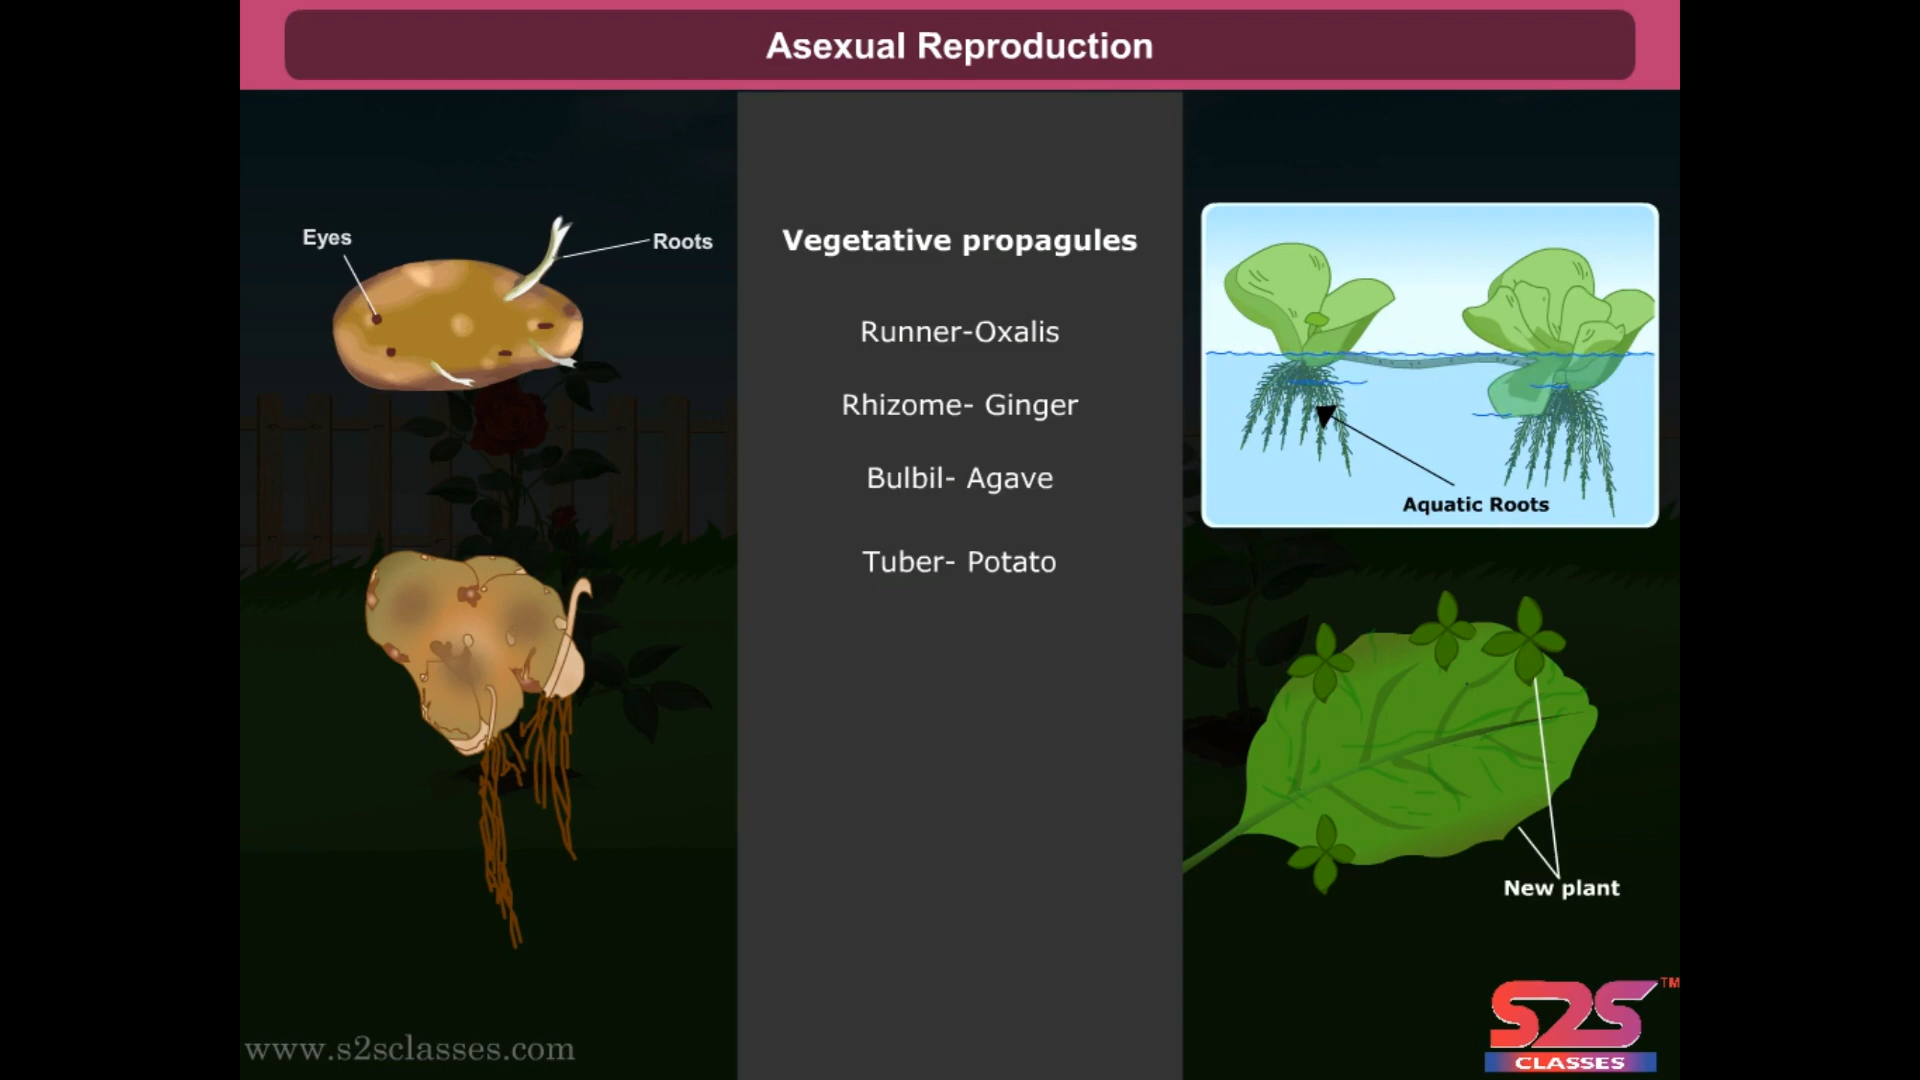 Asexual Reproduction
Eyes
Roots
Vegetative propagules
Runner-Oxalis
Rhizome- Ginger
Bulbil- Agave
Tuber- Potato
Aquatic Roots
New plant
www.s2sclasses.com
S2S TM
CLASSES